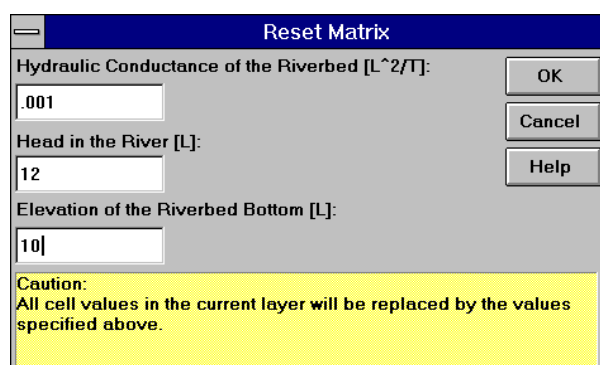 Reset Matrix
Hydraulic Conductance of the Riverbed [L^2/T]:
.001
OK
Cancel
Head in the River [L]:
12
Help
Elevation of the Riverbed Bottom [L]:
10
Caution:
All cell values in the current layer will be replaced by the values
specified above.